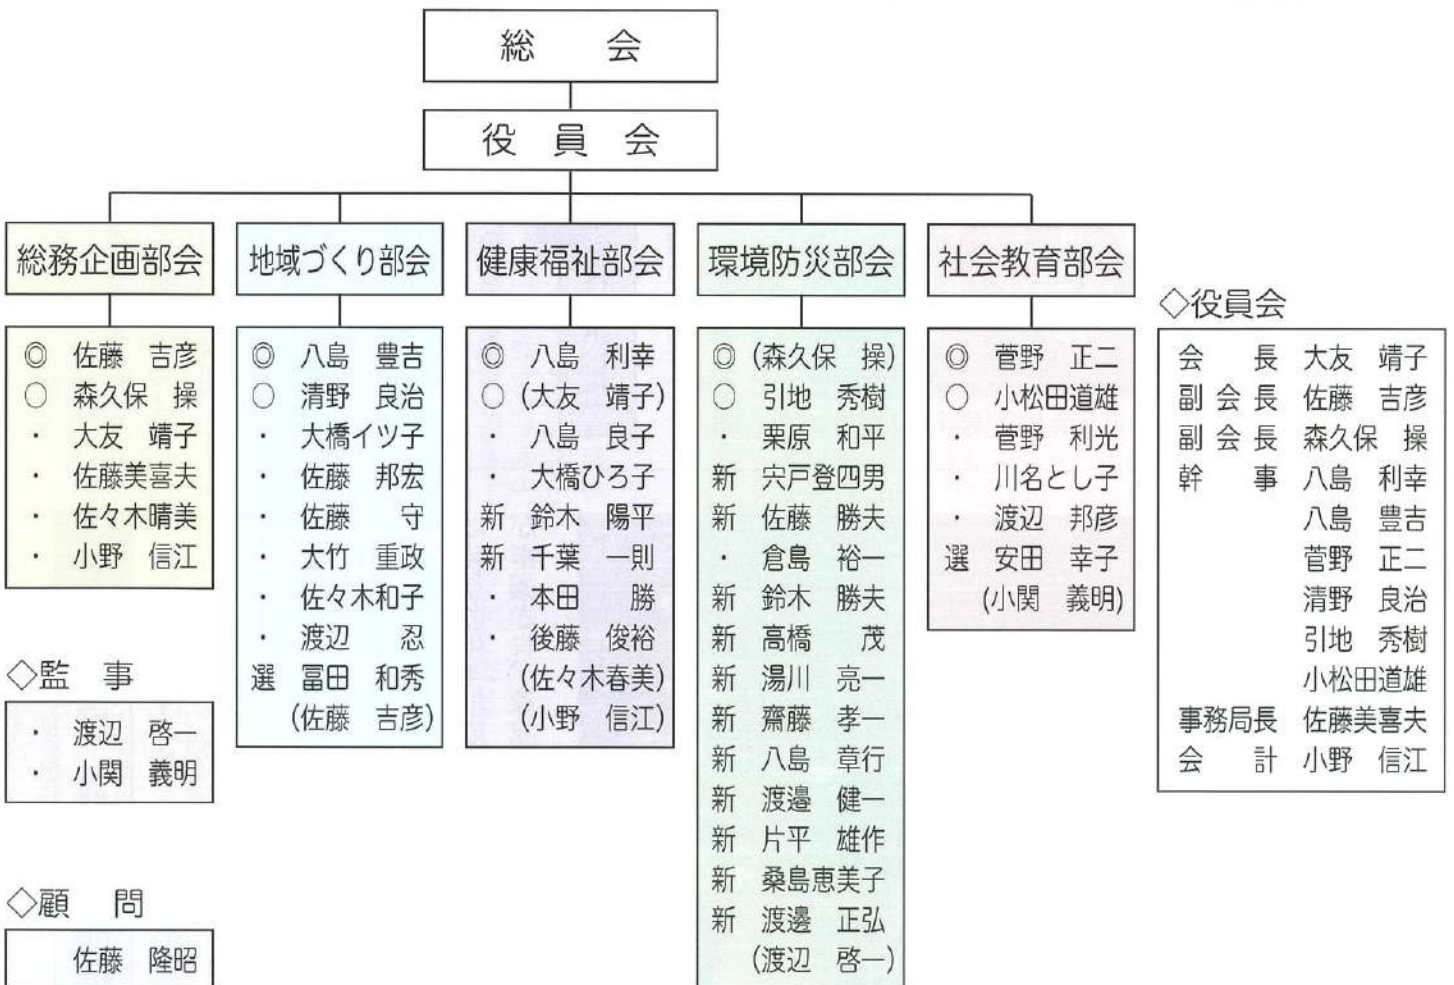 総　会
役 員 会
総務企画部会
◎ 佐藤 吉彦
○ 森久保 操
・ 大友 靖子
・ 佐藤美喜夫
・ 佐々木晴美
・ 小野 信江
地域づくり部会
◎ 八島 豊吉
○ 清野 良治
・ 大橋イツ子
・ 佐藤 邦宏
・ 佐藤 守
・ 大竹 重政
・ 佐々木和子
・ 渡辺 忍
選 冨田 和秀
(佐藤 吉彦)
健康福祉部会
◎ 八島 利幸
○ (大友 靖子)
・ 八島 良子
・ 大橋ひろ子
新 鈴木 陽平
新 千葉 一則
・ 本田 勝
・ 後藤 俊裕
(佐々木春美)
(小野 信江)
環境防災部会
◎ (森久保 操)
○ 引地 秀樹
・ 栗原 和平
新 宍戸登四男
新 佐藤 勝夫
・ 倉島 裕一
新 鈴木 勝夫
新 高橋 茂
新 湯川 亮一
新 齋藤 孝一
新 八島 章行
新 渡邉 健一
新 片平 雄作
新 桑島恵美子
新 渡邊 正弘
(渡辺 啓一)
社会教育部会
◎ 菅野 正二
○ 小松田道雄
・ 菅野 利光
・ 川名とし子
・ 渡辺 邦彦
選 安田 幸子
(小関 義明)
◇役員会
会　長 大友 靖子
副 会 長 佐藤 吉彦
副 会 長 森久保 操
幹　事 八島 利幸
八島 豊吉
菅野 正二
清野 良治
引地 秀樹
小松田道雄
事務局長 佐藤美喜夫
会　計 小野 信江
◇監　事
・ 渡辺 啓一
・ 小関 義明
◇顧　問
佐藤 隆昭